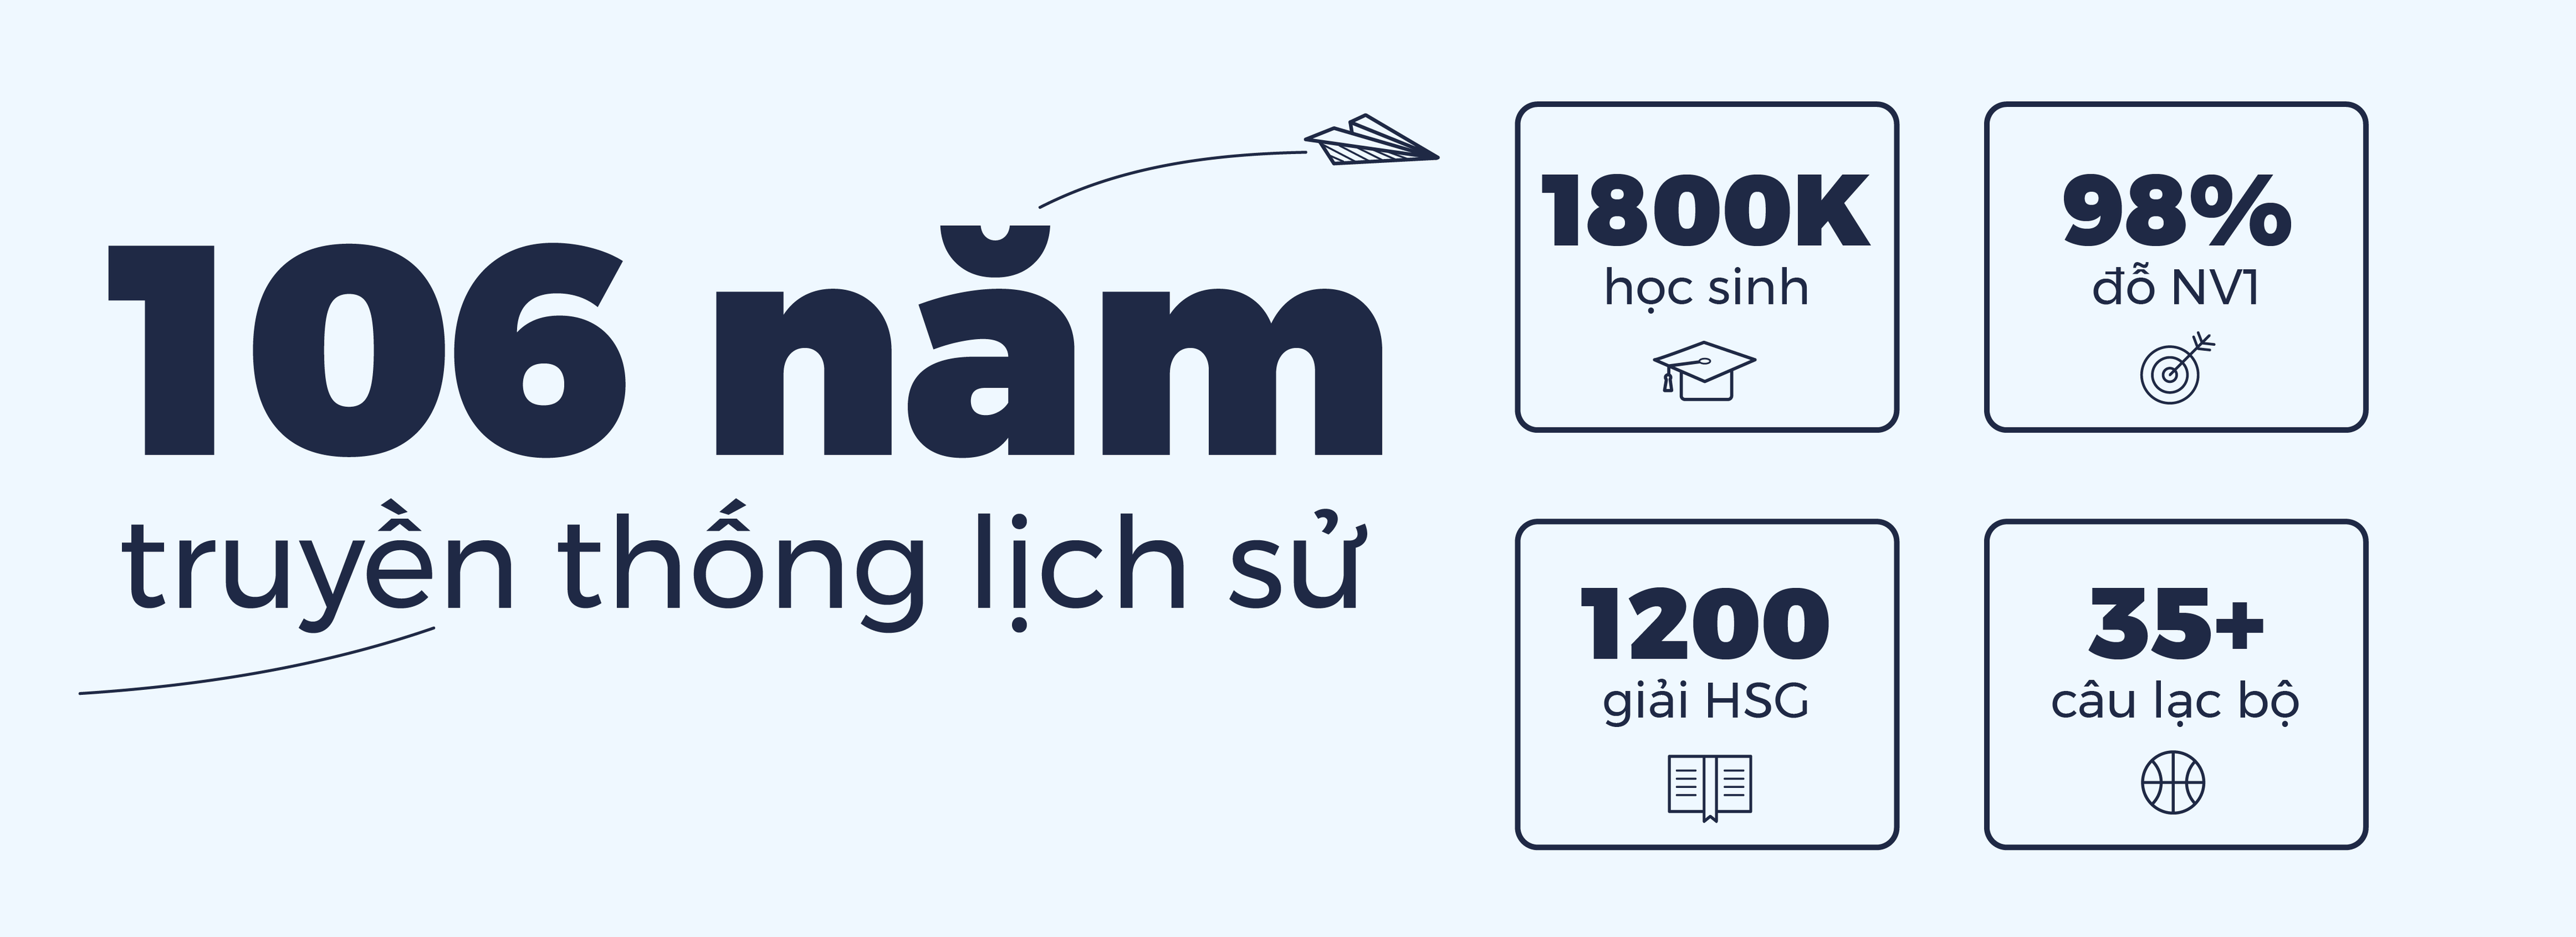 106 năm
truyền thống lịch sử
1800K
học sinh
98%
đỗ NV1
1200
giải HSG
35+
câu lạc bộ